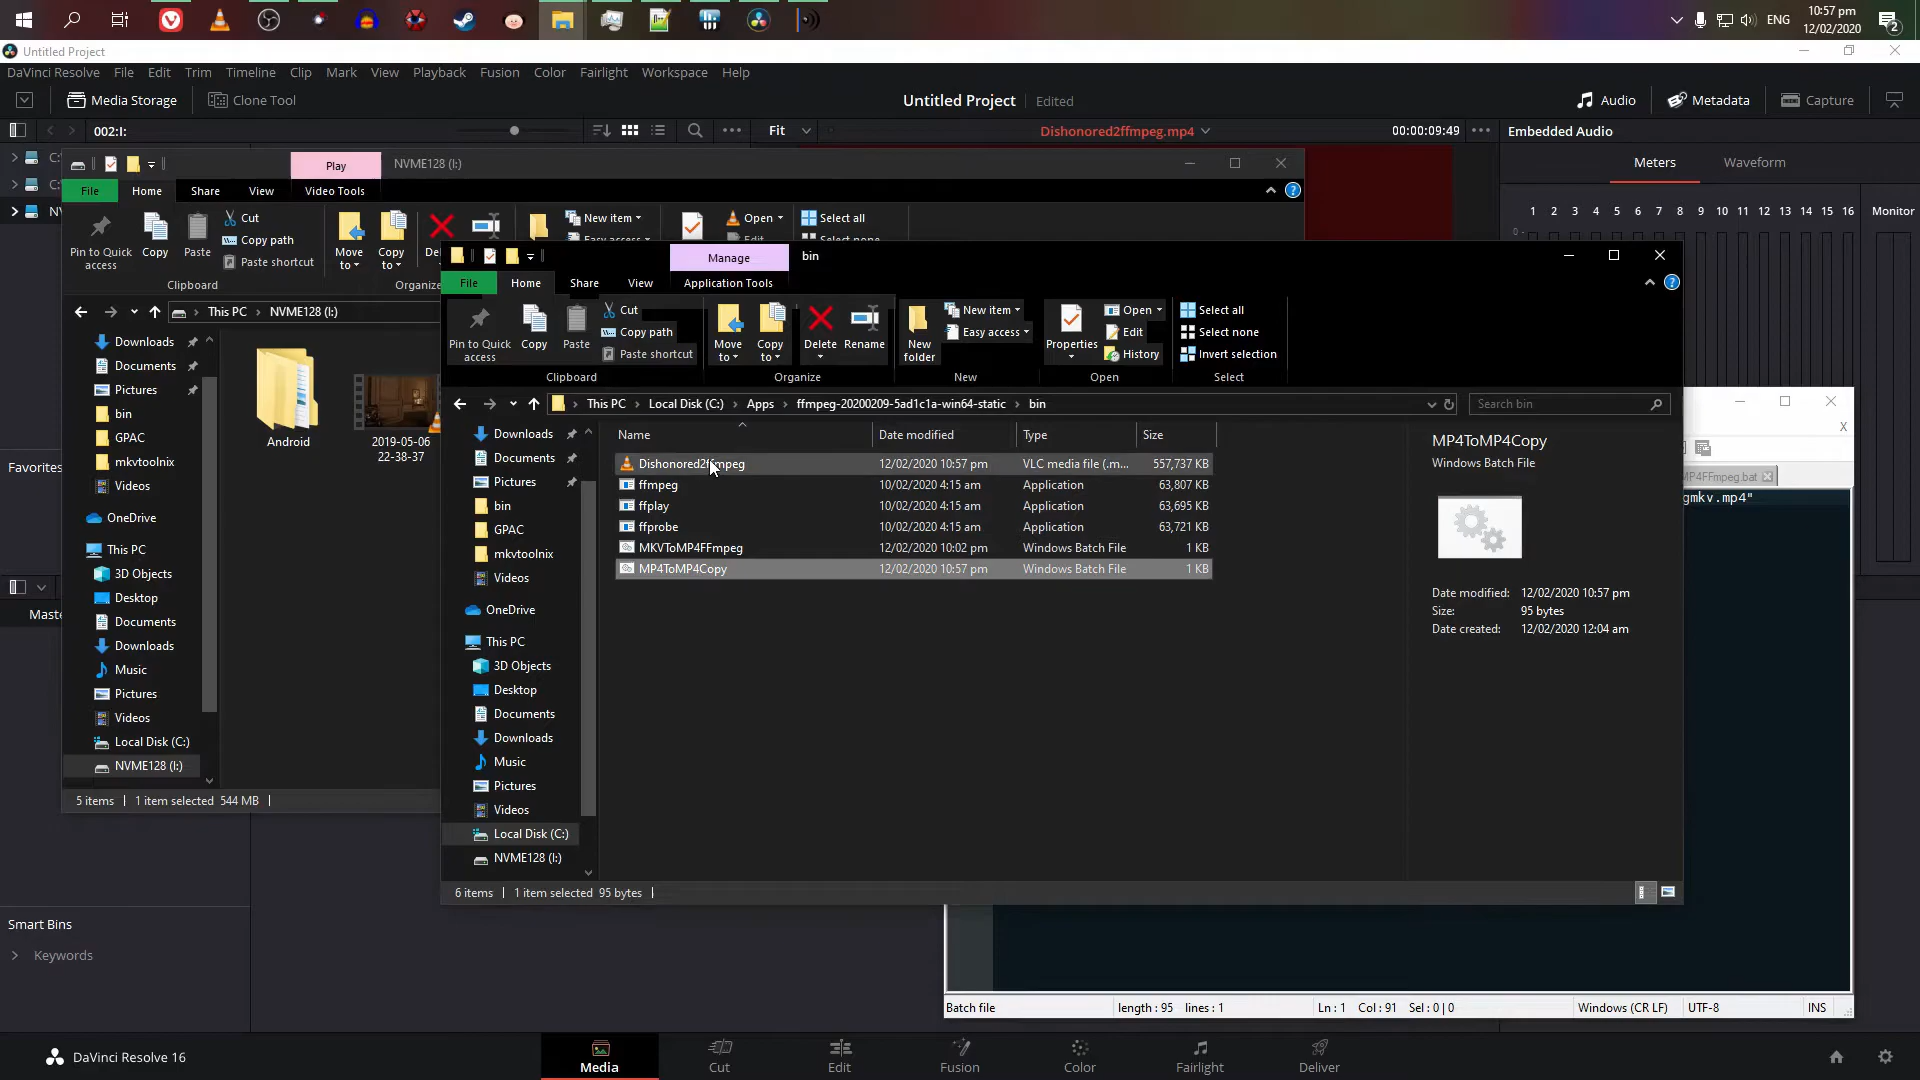 ENG
10:57 pm
12/02/2020
2
Untitled Project
DaVinci Resolve File Edit Trim Timeline Clip Mark View Playback Fusion Color Fairlight Workspace Help
Media Storage Clone Tool Untitled Project Edited Audio Metadata Capture
002:I: Fit Dishonored2ffmpeg.mp4 00:00:09:49 Embedded Audio
Meters Waveform
1 2 3 4 5 6 7 8 9 10 11 12 13 14 15 16 Monitor
0
C:
C:
NV
Favorites
Maste
Smart Bins
Keywords
Play NVME128 (I:)
File Home Share View Video Tools
Pin to Quick access
Copy
Paste
Cut
Copy path
Paste shortcut
Move to
Copy to
De
New item
Open
Select all
Clipboard
Organize
This PC NVME128 (I:)
Downloads
Documents
Pictures
bin
GPAC
mkvtoolnix
Videos
OneDrive
This PC
3D Objects
Desktop
Documents
Downloads
Music
Pictures
Videos
Local Disk (C:)
NVME128 (I:)
Android
2019-05-06
22-38-37
5 items 1 item selected 544 MB
Manage bin
File Home Share View Application Tools
Pin to Quick access
Copy
Paste
Cut
Copy path
Paste shortcut
Move to
Copy to
Delete
Rename
New folder
New item
Easy access
Properties
Open
Edit
History
Select all
Select none
Invert selection
Clipboard Organize New Open Select
This PC Local Disk (C:) Apps ffmpeg-20200209-5ad1c1a-win64-static bin Search bin
Downloads
Documents
Pictures
bin
GPAC
mkvtoolnix
Videos
OneDrive
This PC
3D Objects
Desktop
Documents
Downloads
Music
Pictures
Videos
Local Disk (C:)
NVME128 (I:)
Name Date modified Type Size
Dishonored2ffmpeg 12/02/2020 10:57 pm VLC media file (.m... 557,737 KB
ffmpeg 10/02/2020 4:15 am Application 63,807 KB
ffplay 10/02/2020 4:15 am Application 63,695 KB
ffprobe 10/02/2020 4:15 am Application 63,721 KB
MKVToMP4FFmpeg 12/02/2020 10:02 pm Windows Batch File 1 KB
MP4ToMP4Copy 12/02/2020 10:57 pm Windows Batch File 1 KB
MP4ToMP4Copy
Windows Batch File
Date modified: 12/02/2020 10:57 pm
Size: 95 bytes
Date created: 12/02/2020 12:04 am
6 items 1 item selected 95 bytes
X
MP4FFmpeg.bat
gmkv.mp4"
Batch file length : 95 lines : 1 Ln : 1 Col : 91 Sel : 0 | 0 Windows (CR LF) UTF-8 INS
DaVinci Resolve 16 Media Cut Edit Fusion Color Fairlight Deliver